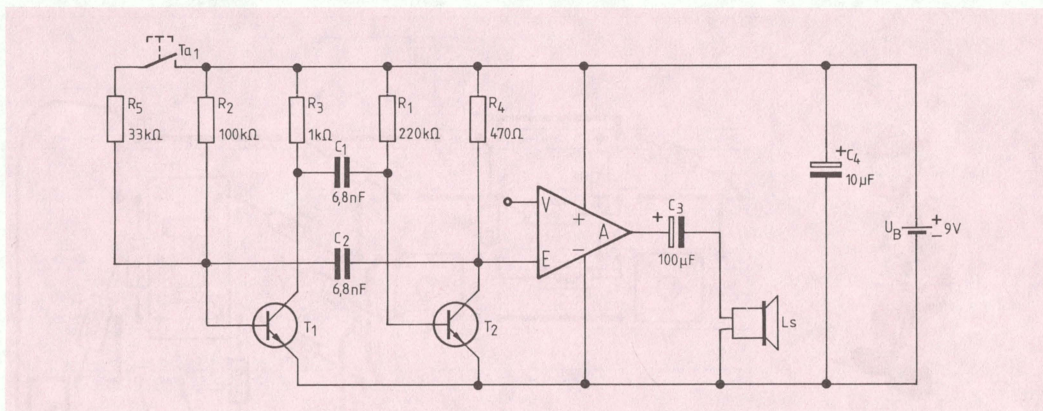 Ta1
R5
33kΩ
R2
100kΩ
R3
1kΩ
R1
220kΩ
R4
470Ω
C1
6,8nF
C2
6,8nF
T1
T2
V
E
+
−
A
+
C3
100µF
Ls
+
C4
10µF
UB
+
−
9V